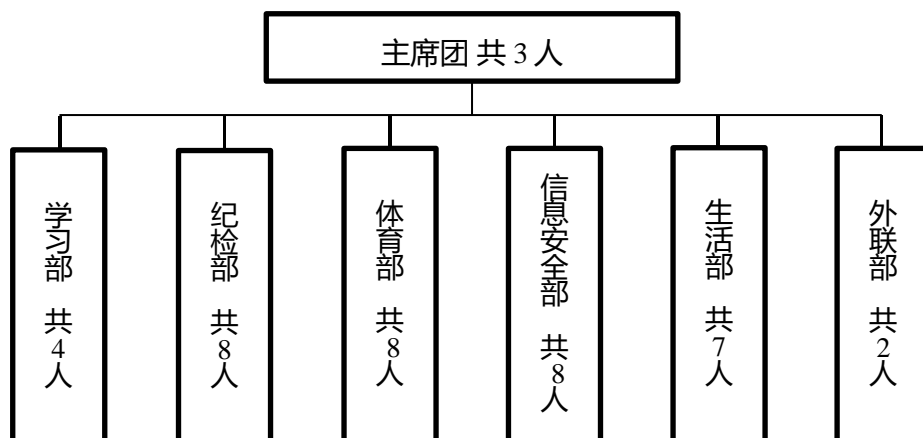 主席团 共 3 人
学习部 共4人
纪检部 共8人
体育部 共8人
信息安全部 共8人
生活部 共7人
外联部 共2人